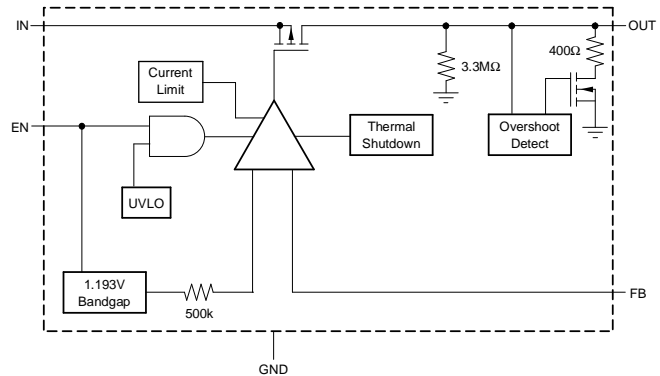 IN
OUT
400Ω
3.3MΩ
Current
Limit
EN
Thermal
Shutdown
Overshoot
Detect
UVLO
1.193V
Bandgap
500k
FB
GND